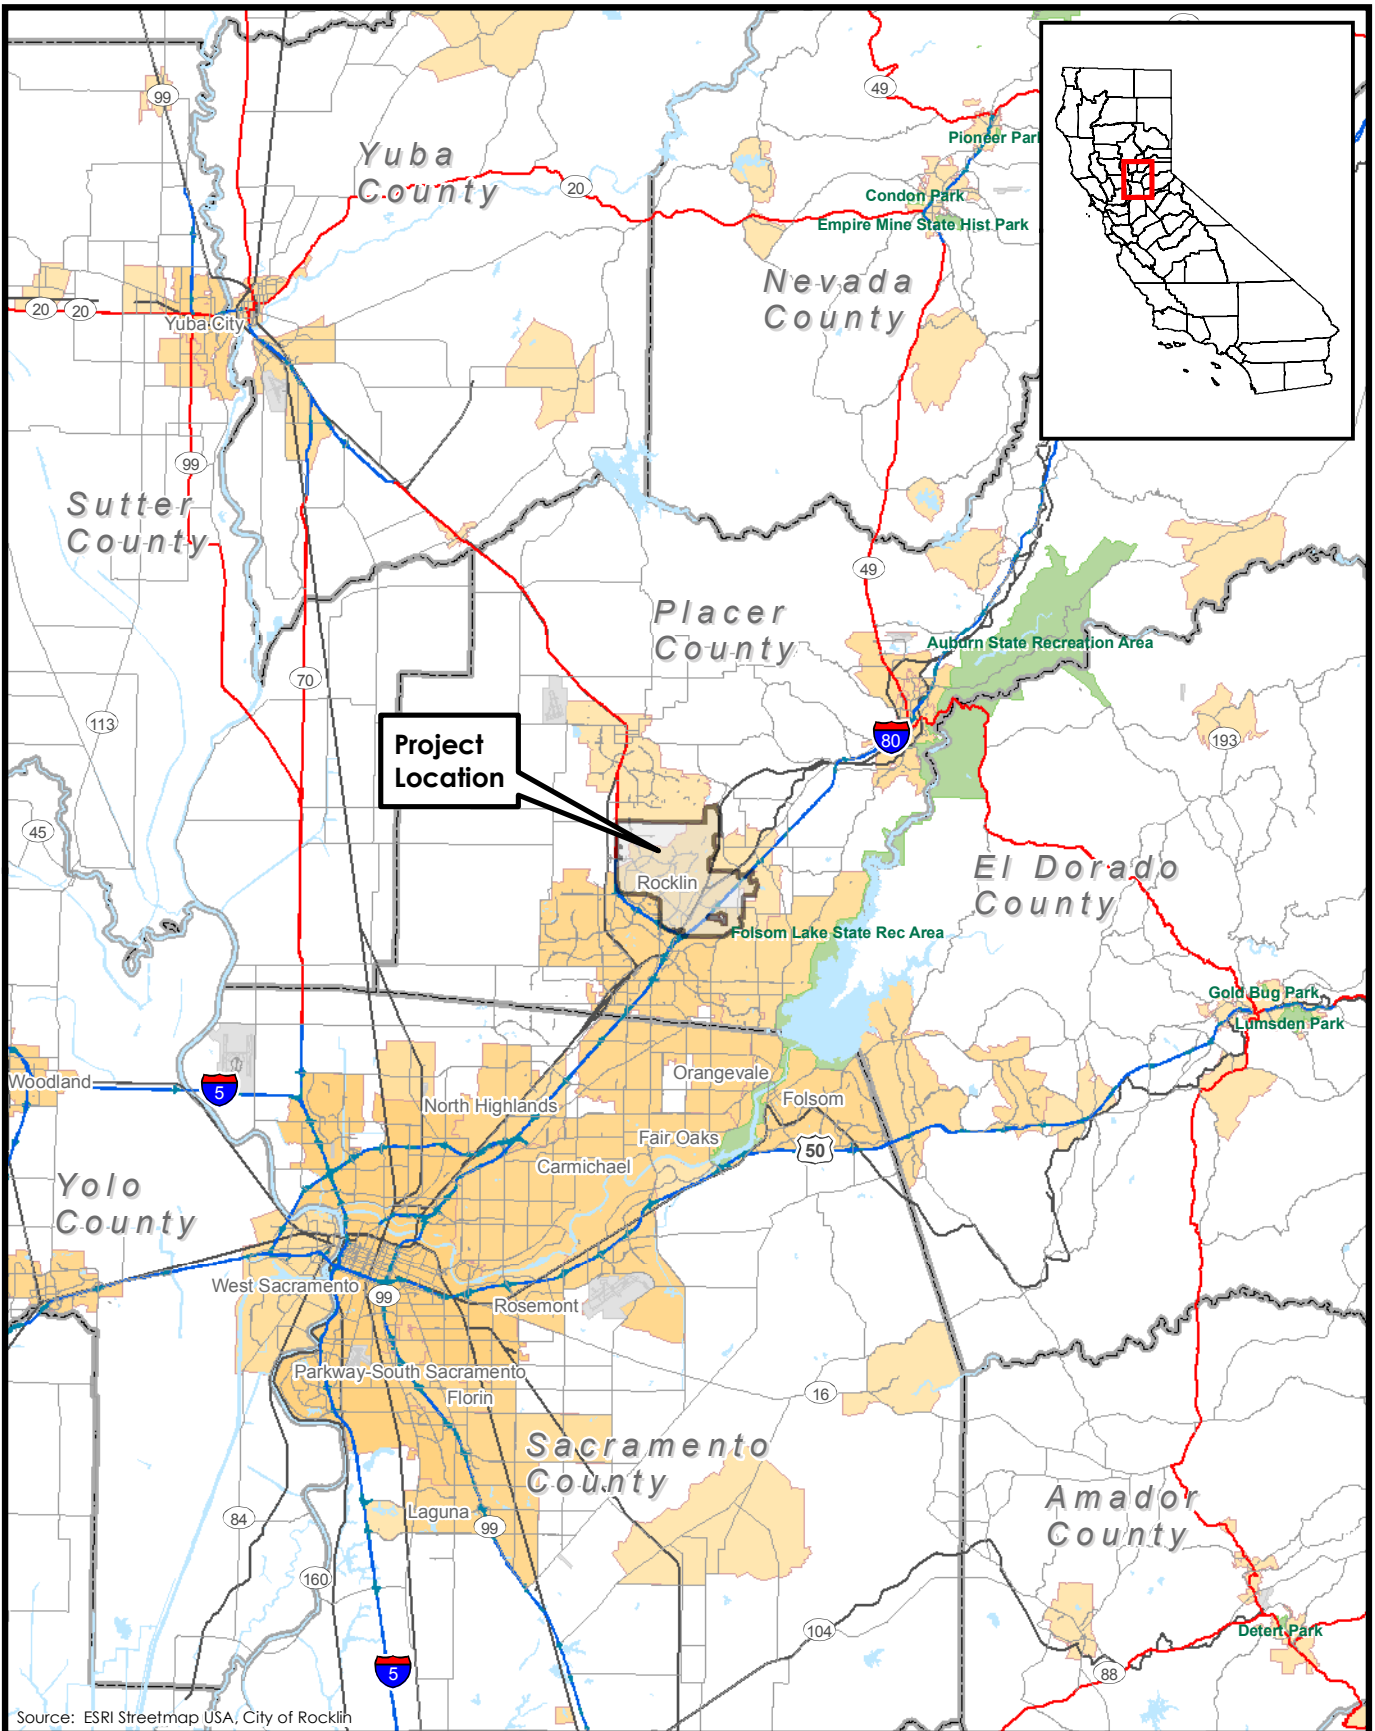 99
49
Pioneer Par
Yuba
County
20
Condon Park
Empire Mine State Hist Park
Nevada
County
20
20
Yuba City
99
Sutter
County
49
Placer
County
Auburn State Recreation Area
70
113
Project
Location
80
193
45
El Dorado
County
Rocklin
Folsom Lake State Rec Area
Gold Bug Park
Lumsden Park
Woodland
5
Orangevale
Folsom
North Highlands
Fair Oaks
50
Carmichael
Yolo
County
West Sacramento
99
Rosemont
Parkway-South Sacramento
16
Florin
Sacramento
County
Amador
County
Laguna
84
99
160
104
Detert Park
5
88
Source: ESRI Streetmap USA, City of Rocklin